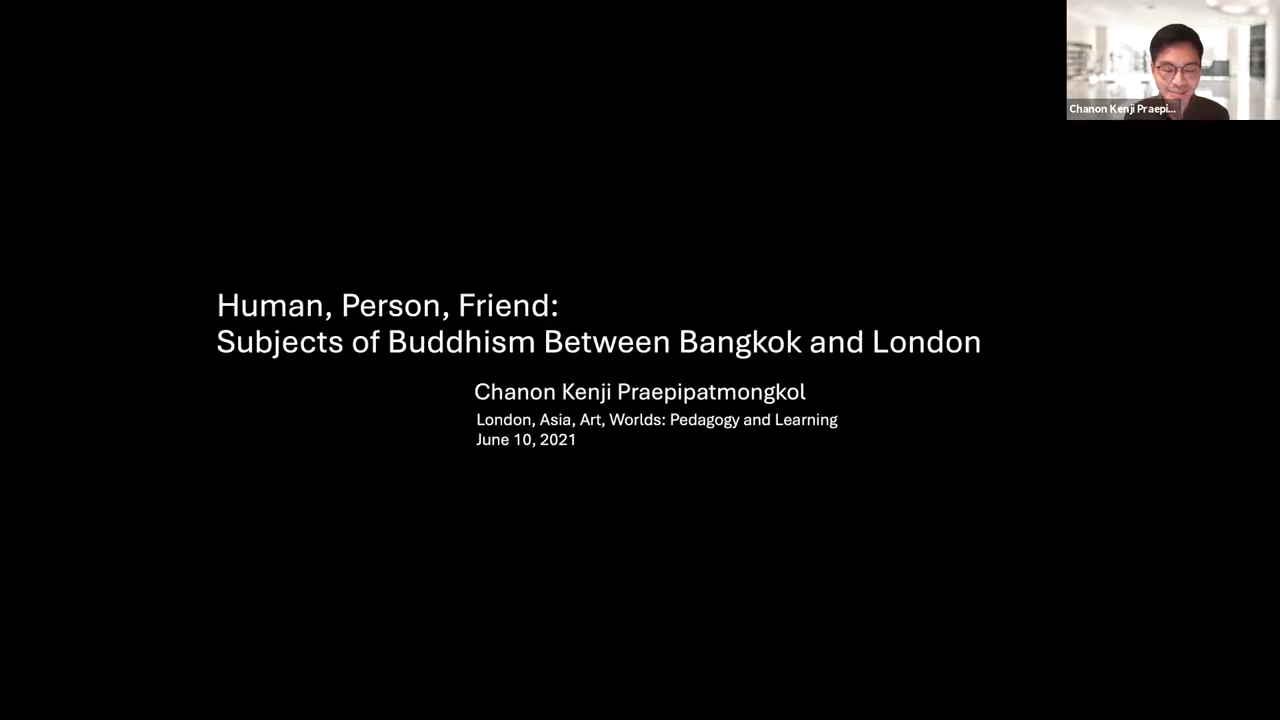 Chanon Kenji Praepi...
Human, Person, Friend:
Subjects of Buddhism Between Bangkok and London
Chanon Kenji Praepipatmongkol
London, Asia, Art, Worlds: Pedagogy and Learning
June 10, 2021